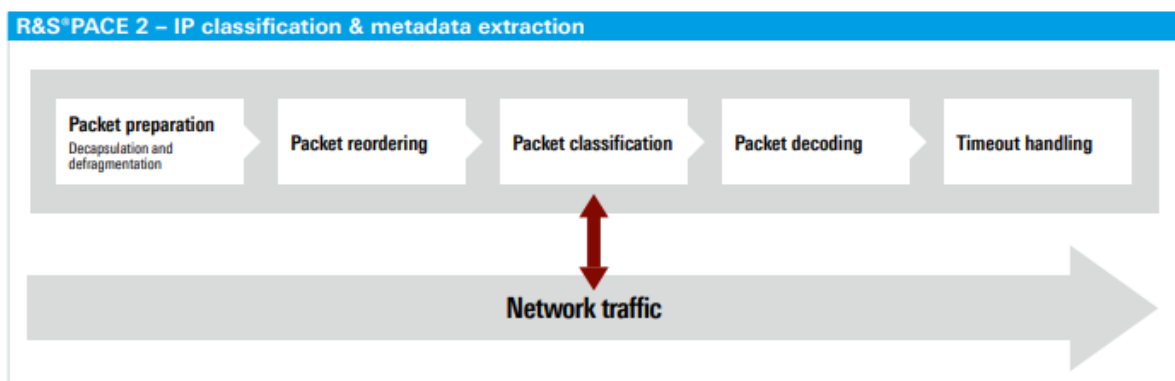 R&S®PACE 2 – IP classification & metadata extraction
Packet preparation
Decapsulation and
defragmentation
Packet reordering
Packet classification
Packet decoding
Timeout handling
Network traffic